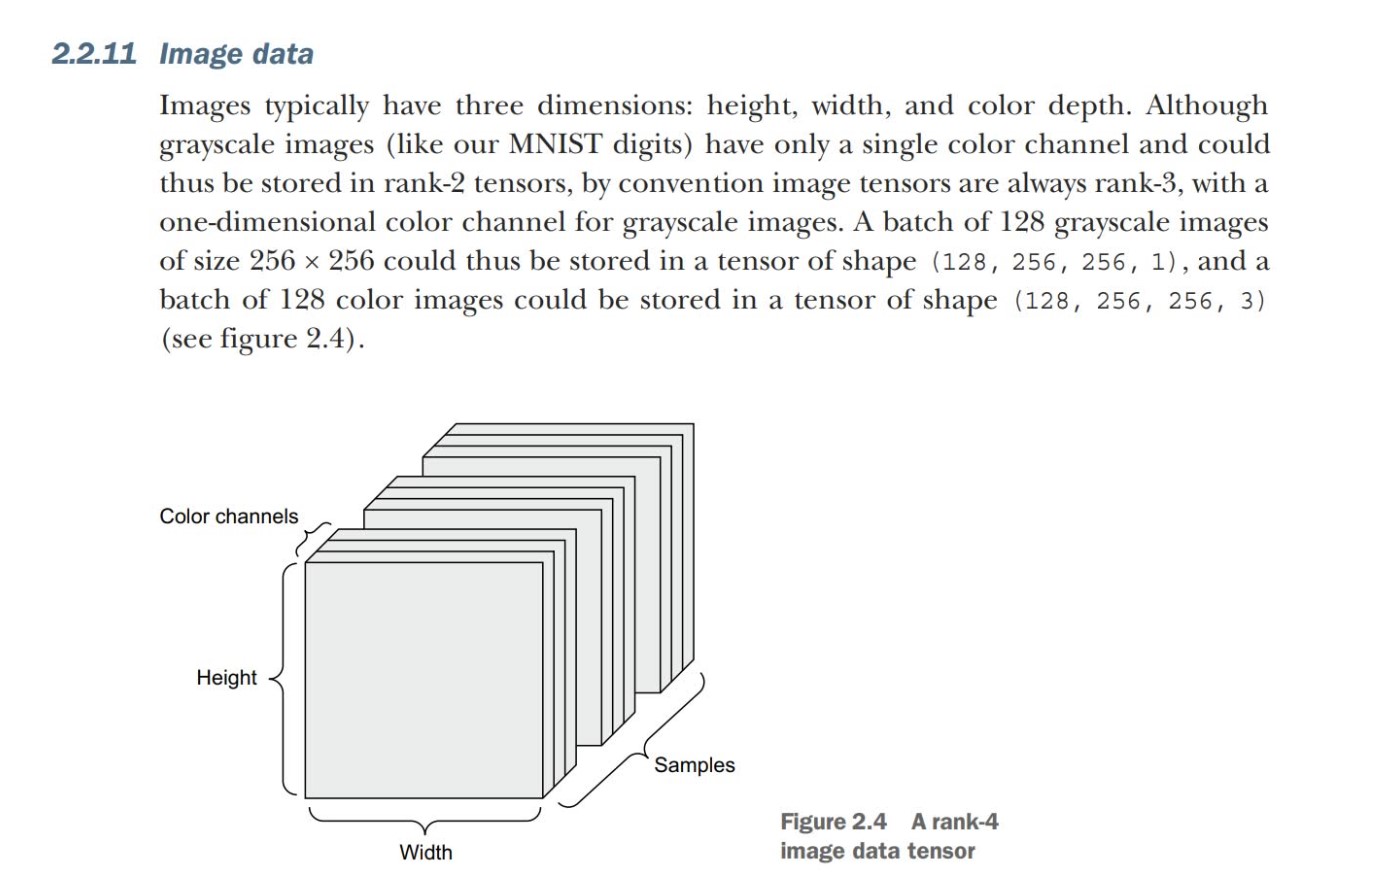 2.2.11 Image data
Images typically have three dimensions: height, width, and color depth. Although
grayscale images (like our MNIST digits) have only a single color channel and could
thus be stored in rank-2 tensors, by convention image tensors are always rank-3, with a
one-dimensional color channel for grayscale images. A batch of 128 grayscale images
of size 256 × 256 could thus be stored in a tensor of shape (128, 256, 256, 1), and a
batch of 128 color images could be stored in a tensor of shape (128, 256, 256, 3)
(see figure 2.4).
Color channels
Height
Samples
Width
Figure 2.4 A rank-4
image data tensor